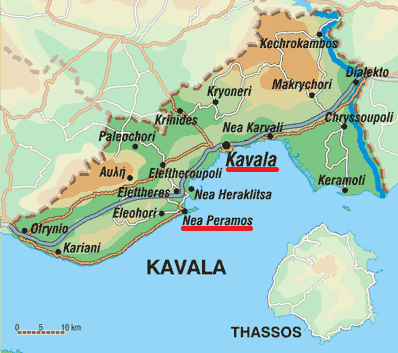 Kechrokambos
Dialekto
Makrychori
Kryoneri
Krinides
Chryssoupoli
Nea Karvali
Paleochori
Kavala
Αυλή
Eleftheroupoli
Keramoti
Eleftheres
Nea Heraklitsa
Eleohori
Nea Peramos
Ofrynio
Kariani
KAVALA
THASSOS
0 5 10 km